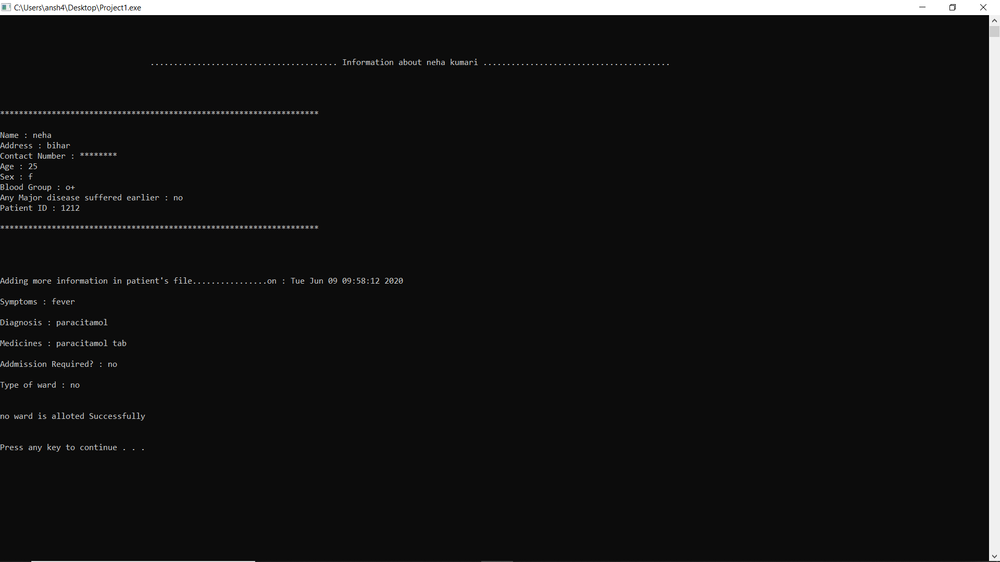 C:\Users\ansh4\Desktop\Project1.exe
........................................ Information about neha kumari ........................................
********************************************************************
Name : neha
Address : bihar
Contact Number : ********
Age : 25
Sex : f
Blood Group : o+
Any Major disease suffered earlier : no
Patient ID : 1212
********************************************************************
Adding more information in patient's file................on : Tue Jun 09 09:58:12 2020
Symptoms : fever
Diagnosis : paracitamol
Medicines : paracitamol tab
Addmission Required? : no
Type of ward : no
no ward is alloted Successfully
Press any key to continue . . .